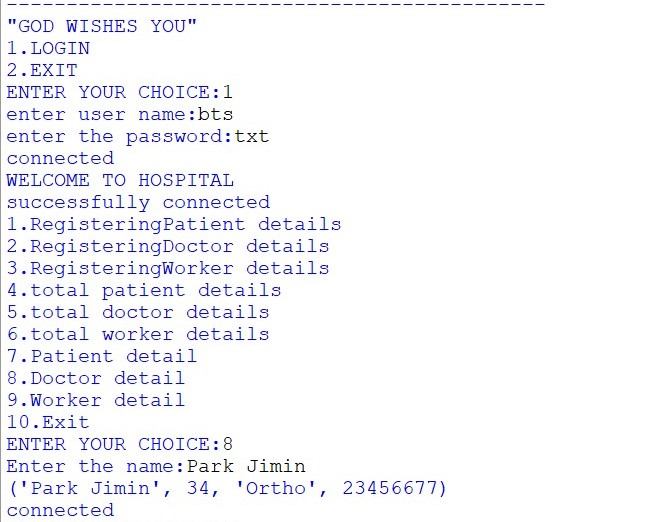 ----------------------------------------------
"GOD WISHES YOU"
1.LOGIN
2.EXIT
ENTER YOUR CHOICE:1
enter user name:bts
enter the password:txt
connected
WELCOME TO HOSPITAL
successfully connected
1.RegisteringPatient details
2.RegisteringDoctor details
3.RegisteringWorker details
4.total patient details
5.total doctor details
6.total worker details
7.Patient detail
8.Doctor detail
9.Worker detail
10.Exit
ENTER YOUR CHOICE:8
Enter the name:Park Jimin
('Park Jimin', 34, 'Ortho', 23456677)
connected